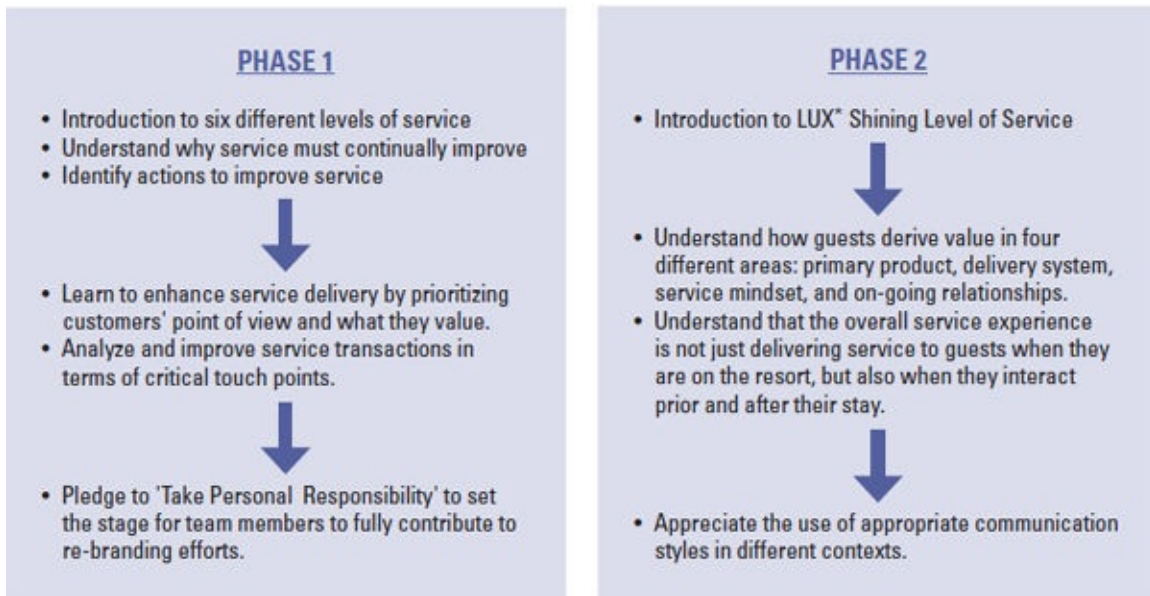 PHASE 1
• Introduction to six different levels of service
• Understand why service must continually improve
• Identify actions to improve service
• Learn to enhance service delivery by prioritizing
customers' point of view and what they value.
• Analyze and improve service transactions in
terms of critical touch points.
• Pledge to 'Take Personal Responsibility' to set
the stage for team members to fully contribute to
re-branding efforts.
PHASE 2
• Introduction to LUX* Shining Level of Service
• Understand how guests derive value in four
different areas: primary product, delivery system,
service mindset, and on-going relationships.
• Understand that the overall service experience
is not just delivering service to guests when they
are on the resort, but also when they interact
prior and after their stay.
• Appreciate the use of appropriate communication
styles in different contexts.